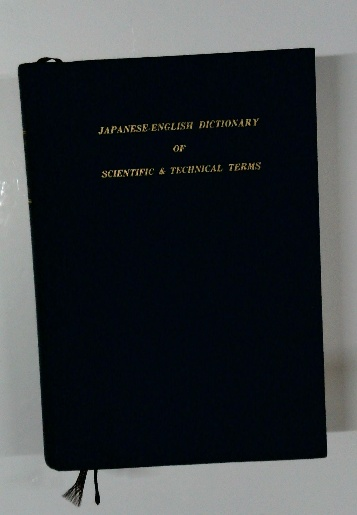 JAPANESE-ENGLISH DICTIONARY
OF
SCIENTIFIC & TECHNICAL TERMS